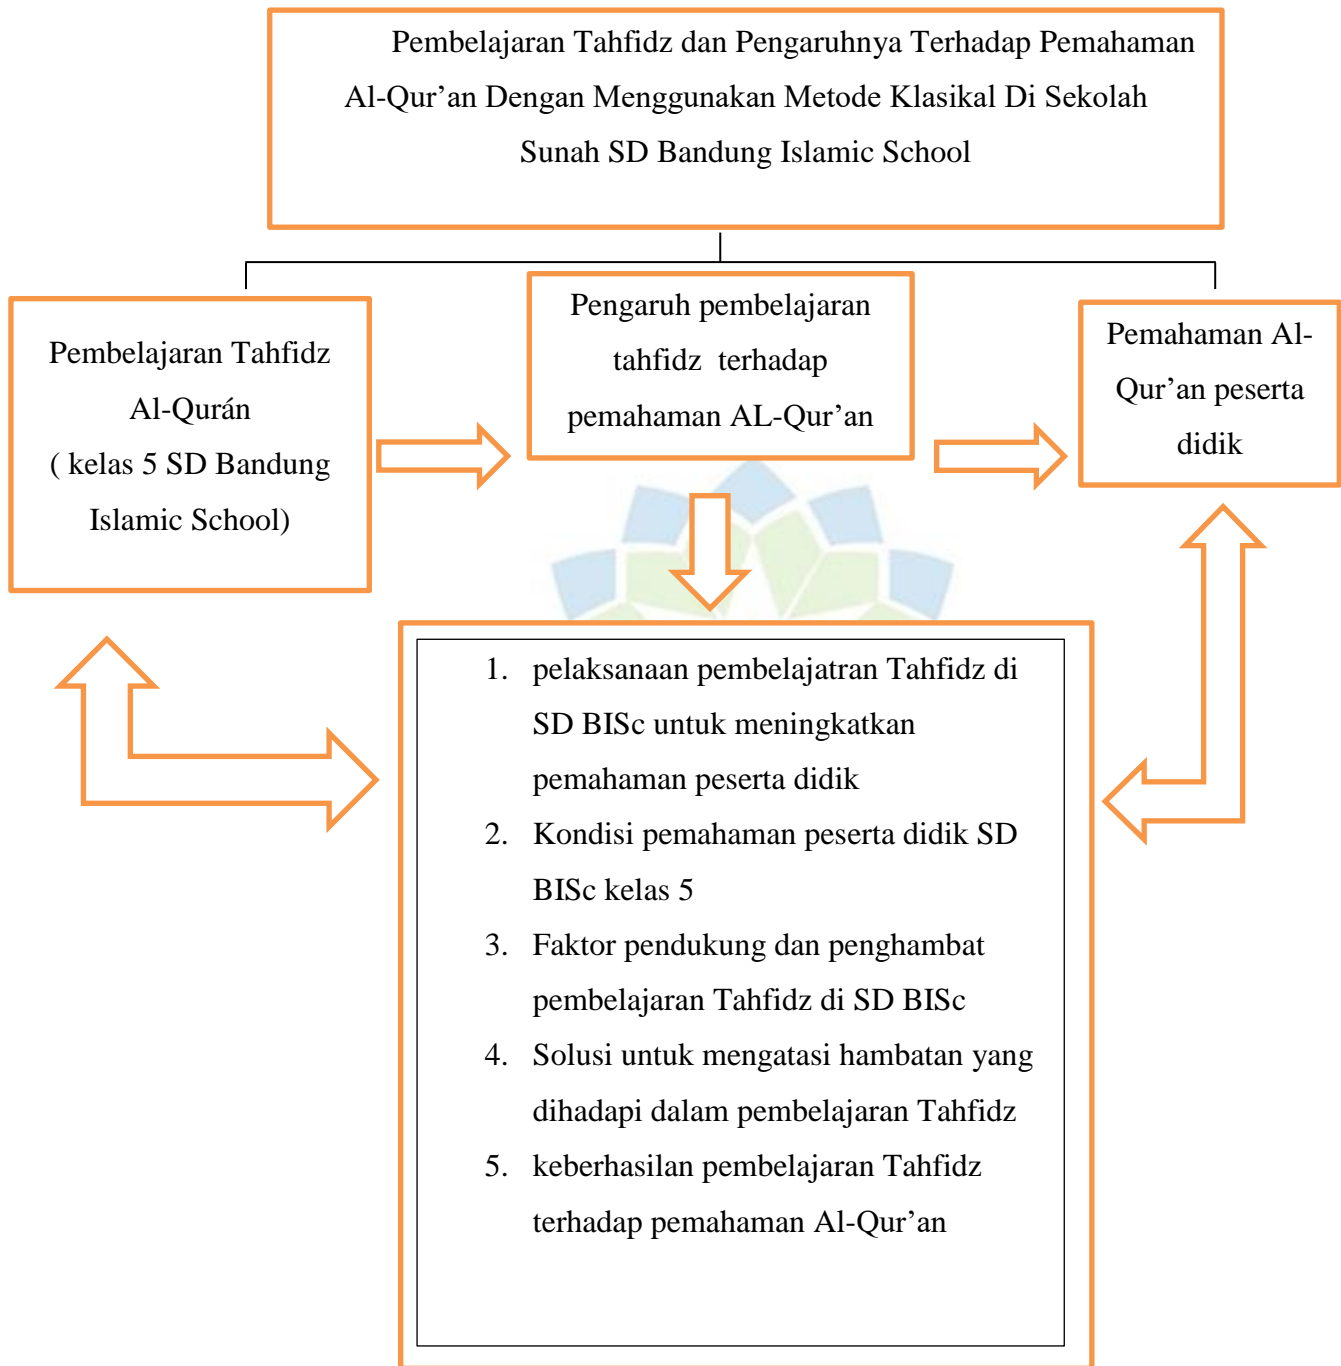 Pembelajaran Tahfidz dan Pengaruhnya Terhadap Pemahaman
Al-Qur’an Dengan Menggunakan Metode Klasikal Di Sekolah
Sunah SD Bandung Islamic School
Pembelajaran Tahfidz
Al-Qurán
( kelas 5 SD Bandung
Islamic School)
Pengaruh pembelajaran
tahfidz terhadap
pemahaman AL-Qur’an
Pemahaman Al-
Qur’an peserta
didik
1. pelaksanaan pembelajatran Tahfidz di
SD BISc untuk meningkatkan
pemahaman peserta didik
2. Kondisi pemahaman peserta didik SD
BISc kelas 5
3. Faktor pendukung dan penghambat
pembelajaran Tahfidz di SD BISc
4. Solusi untuk mengatasi hambatan yang
dihadapi dalam pembelajaran Tahfidz
5. keberhasilan pembelajaran Tahfidz
terhadap pemahaman Al-Qur’an